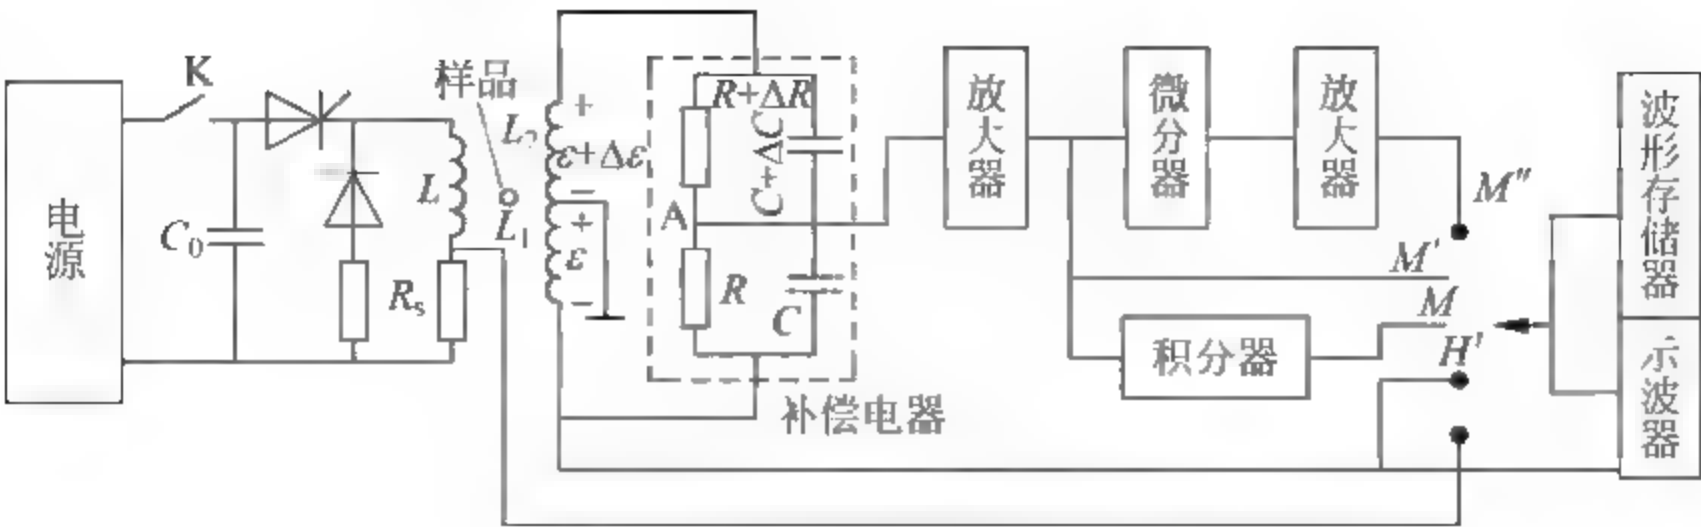 电源
K
C₀
L
Rₛ
样品
L₂
L₁
+
ε+Δε
−
+
ε
−
A
R+ΔR
C+ΔC
R
C
补偿电器
放大器
微分器
放大器
积分器
M″
M′
M
H′
波形存储器
示波器